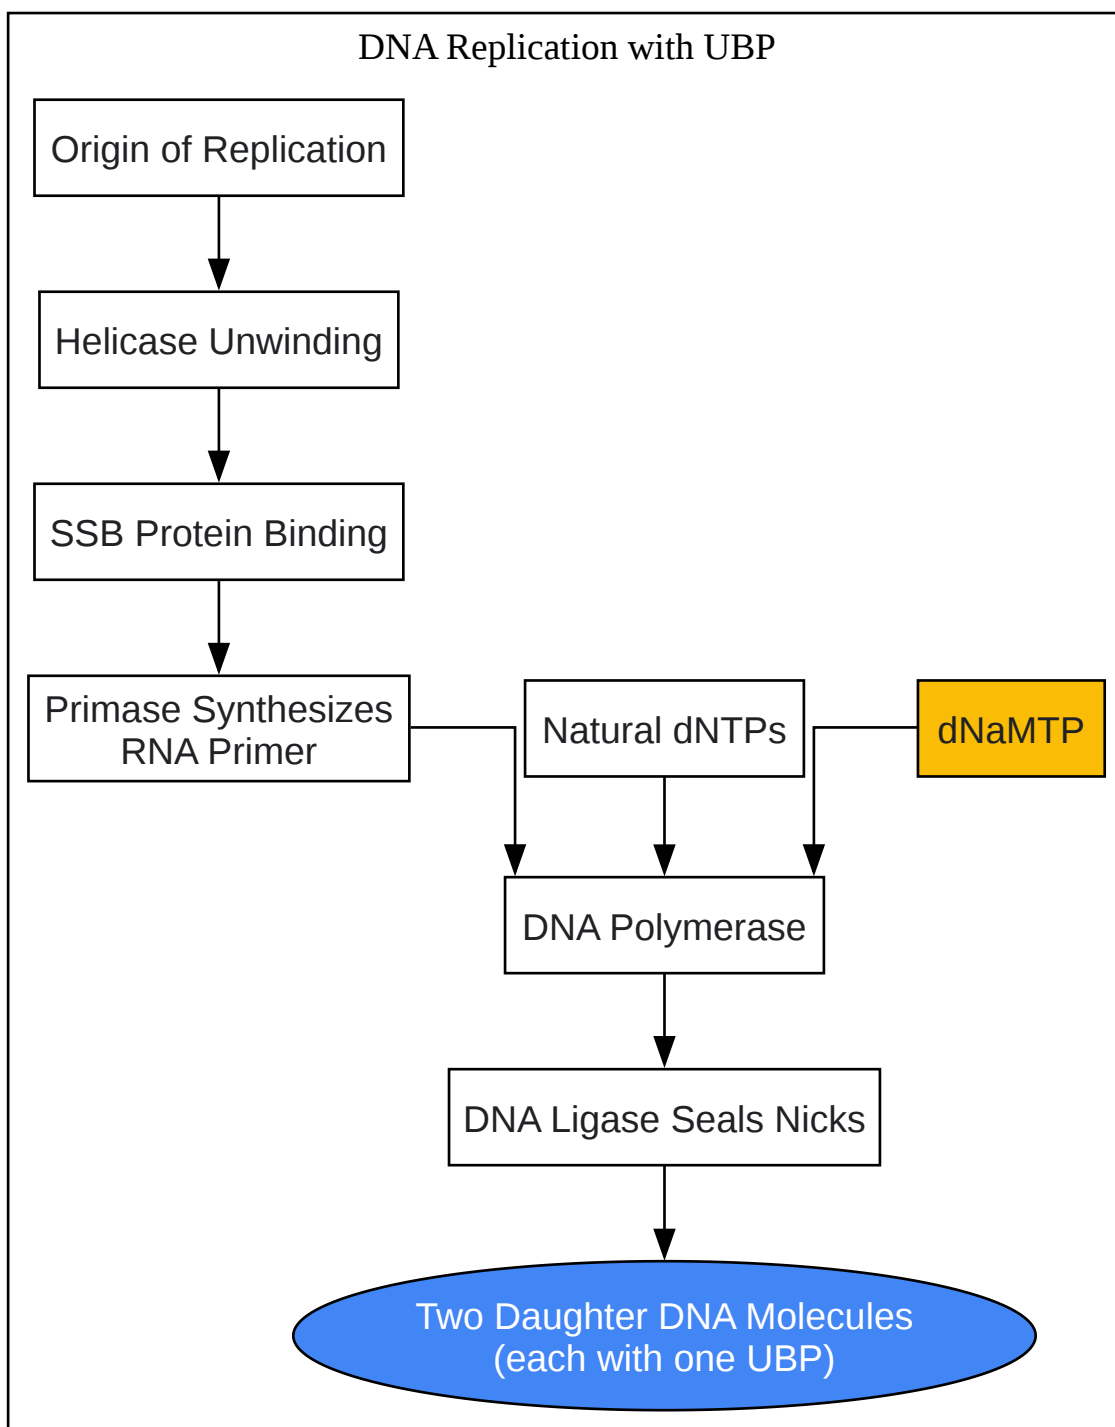 DNA Replication with UBP
Origin of Replication
Helicase Unwinding
SSB Protein Binding
Primase Synthesizes
RNA Primer
Natural dNTPs
dNaMTP
DNA Polymerase
DNA Ligase Seals Nicks
Two Daughter DNA Molecules
(each with one UBP)